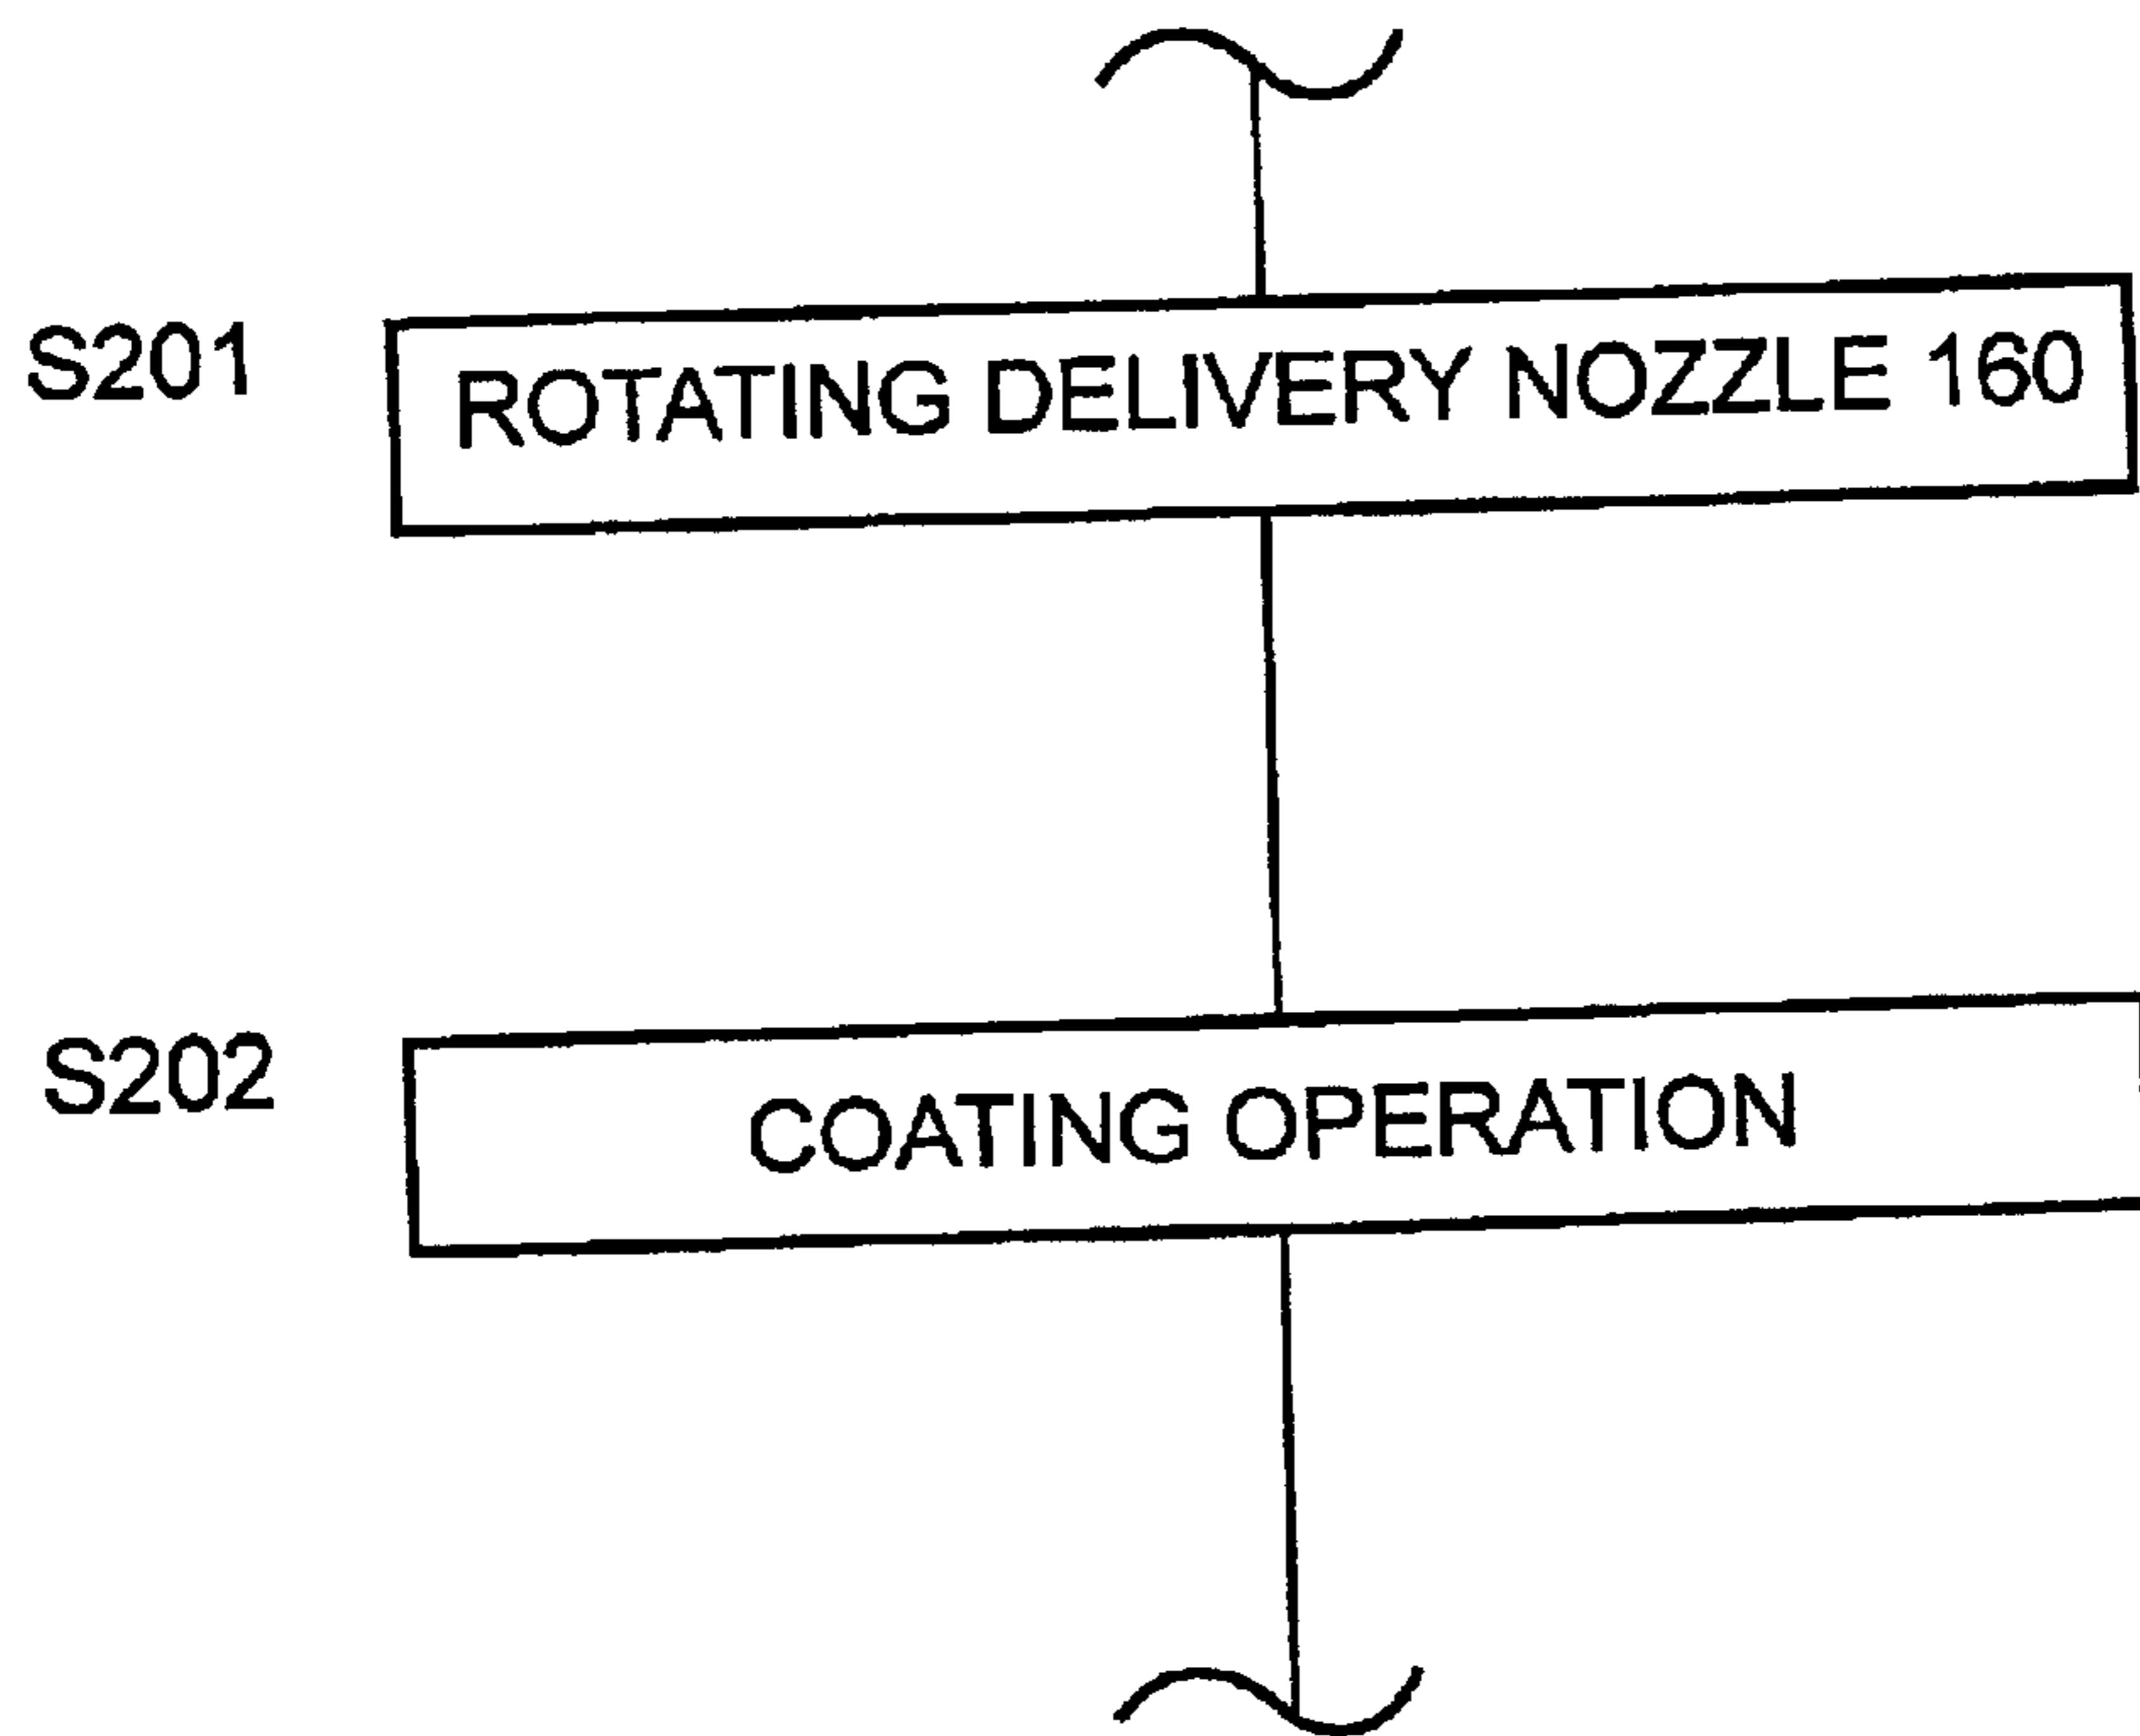 S201
ROTATING DELIVERY NOZZLE 160
S202
COATING OPERATION